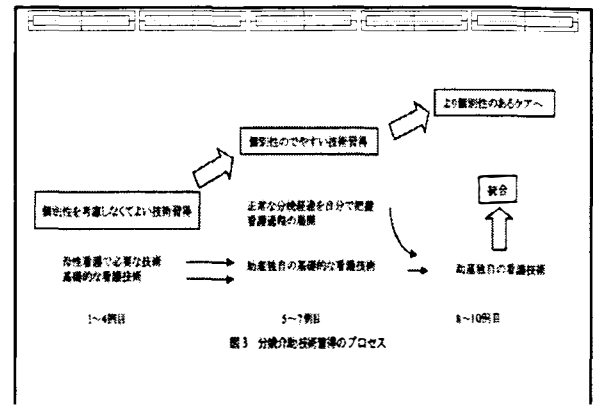 より個別性のあるケアへ
個別性のでやすい技術習得
統合
個別性を考慮しなくてよい技術習得
正常な分娩経過を自分で把握
看護過程の展開
母性看護で必要な技術
基礎的な看護技術
助産独自の基礎的な看護技術
助産独自の看護技術
1〜4例目
5〜7例目
8〜10例目
図3 分娩介助技術習得のプロセス